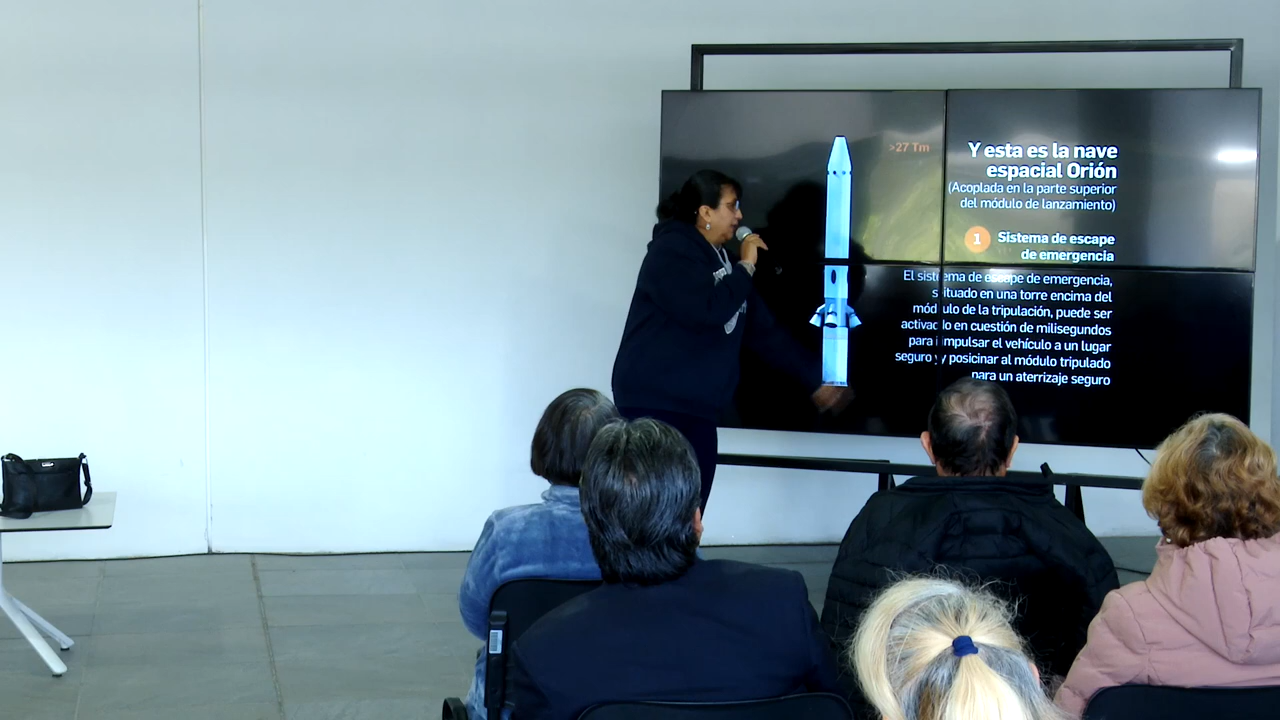 >27 Tm
Y esta es la nave
espacial Orión
(Acoplada en la parte superior
del módulo de lanzamiento)
1 Sistema de escape
de emergencia
El sistema de escape de emergencia,
situado en una torre encima del
módulo de la tripulación, puede ser
activado en cuestión de milisegundos
para impulsar el vehículo a un lugar
seguro y posicinar al módulo tripulado
para un aterrizaje seguro